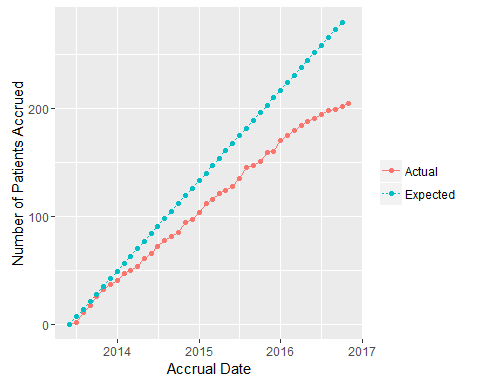 Number of Patients Accrued
200
100
0
2014 2015 2016 2017
Accrual Date
Actual
Expected